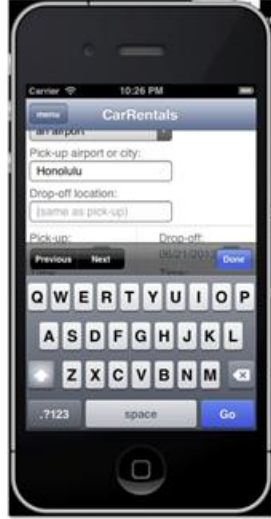 Carrier 10:26 PM
menu CarRentals
an airport
Pick-up airport or city:
Honolulu
Drop-off location:
(same as pick-up)
Pick-up: Drop-off:
Previous Next Done
Q W E R T Y U I O P
A S D F G H J K L
Z X C V B N M
.?123 space Go